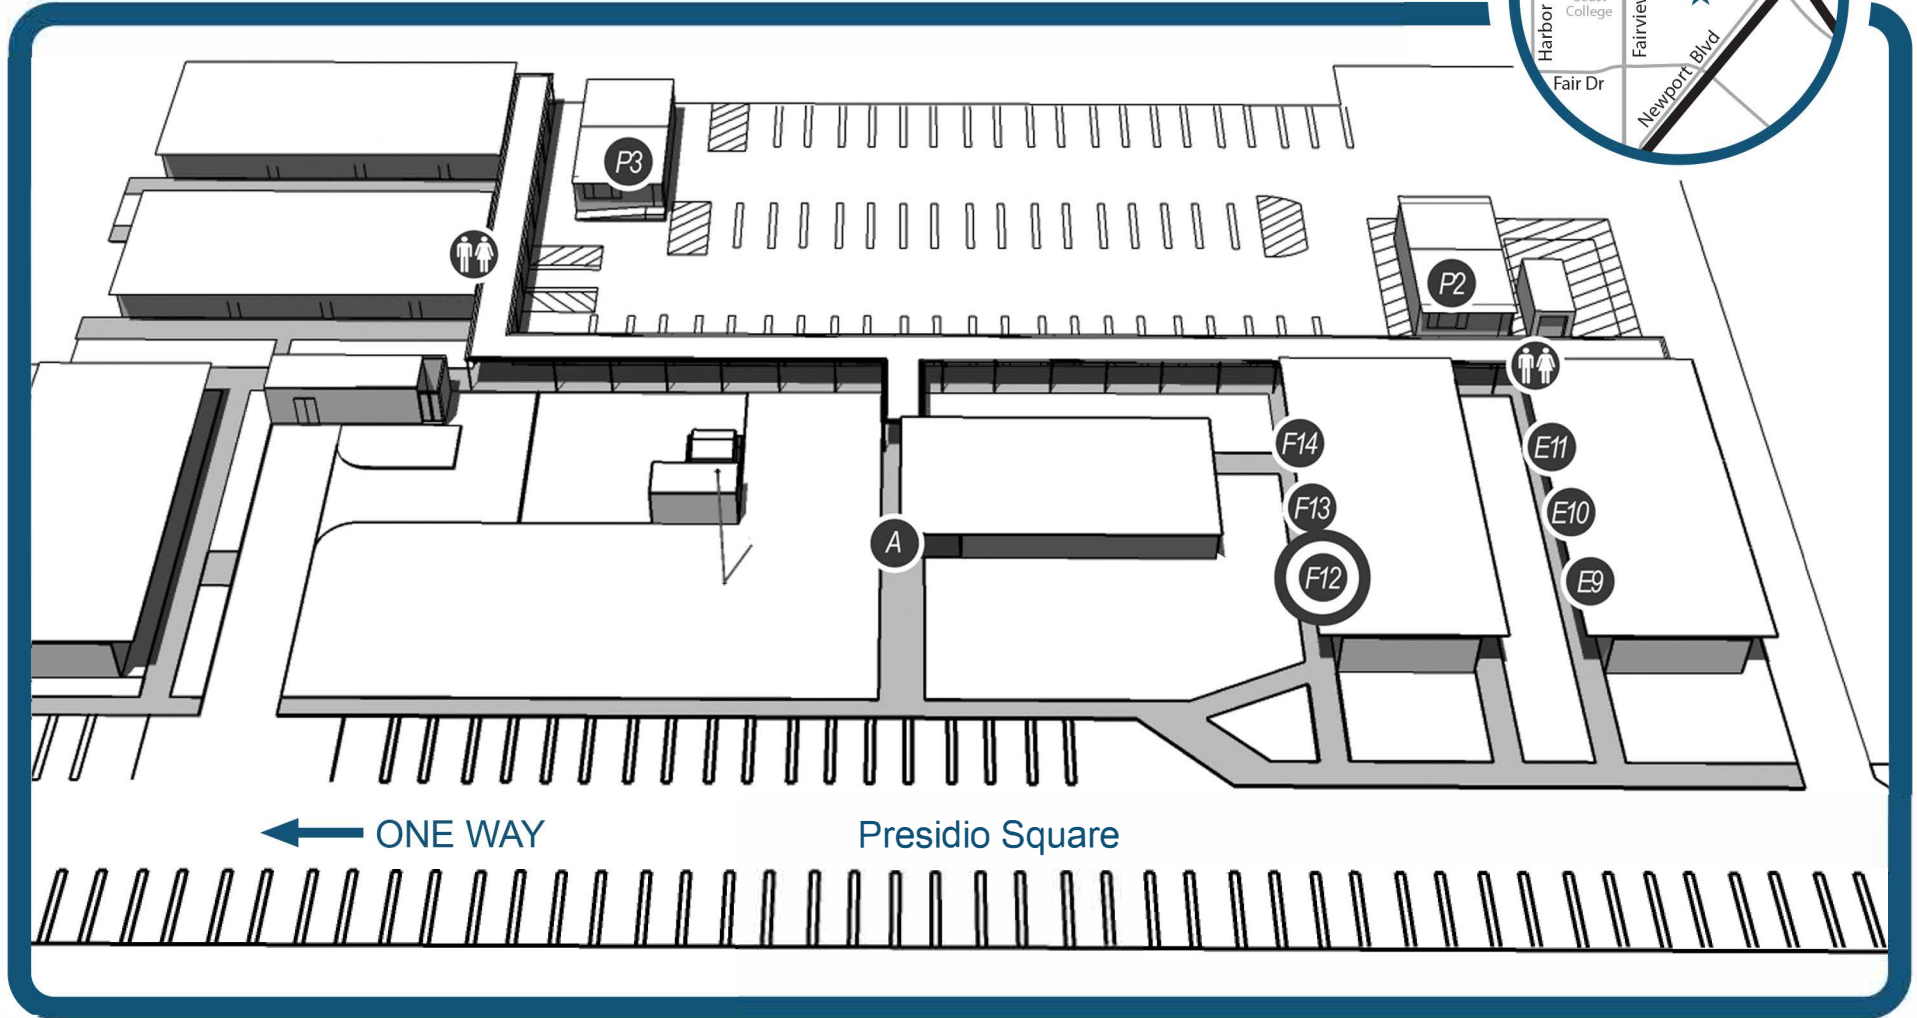 Harbor
College
Fairview
Newport Blvd
Fair Dr
P3
P2
F14
E11
F13
E10
A
F12
E9
ONE WAY
Presidio Square